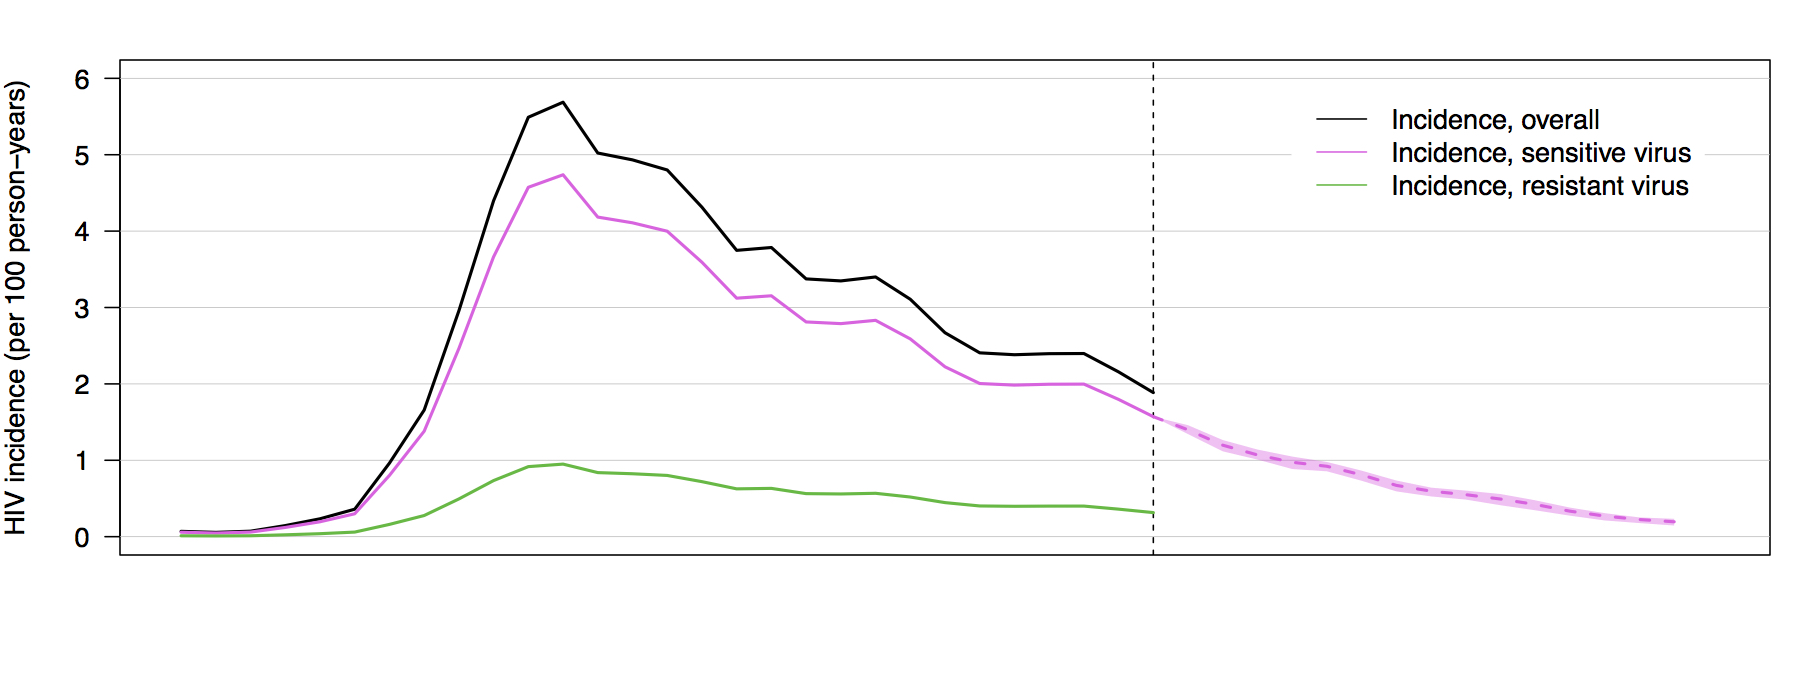 HIV incidence (per 100 person–years)
6
5
4
3
2
1
0
Incidence, overall
Incidence, sensitive virus
Incidence, resistant virus